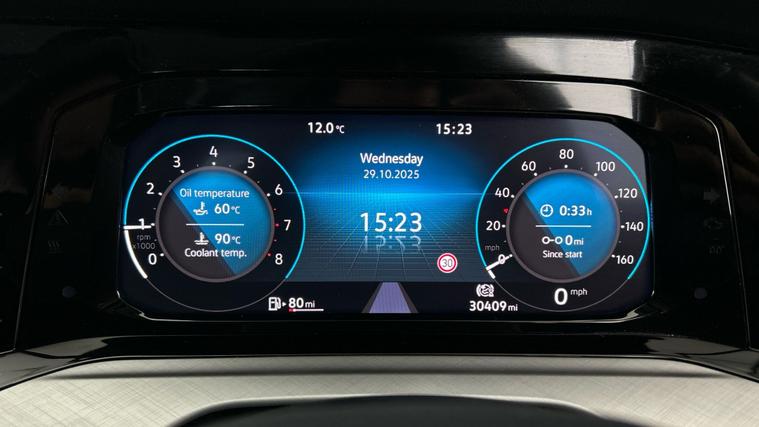 12.0 °C 15:23
Wednesday
29.10.2025
15:23
30
0 1 2 3 4 5 6 7 8
rpm
x1000
Oil temperature
60 °C
90 °C
Coolant temp.
0 20 40 60 80 100 120 140 160
mph
0:33 h
0 mi
Since start
0 mph
80 mi
30409 mi